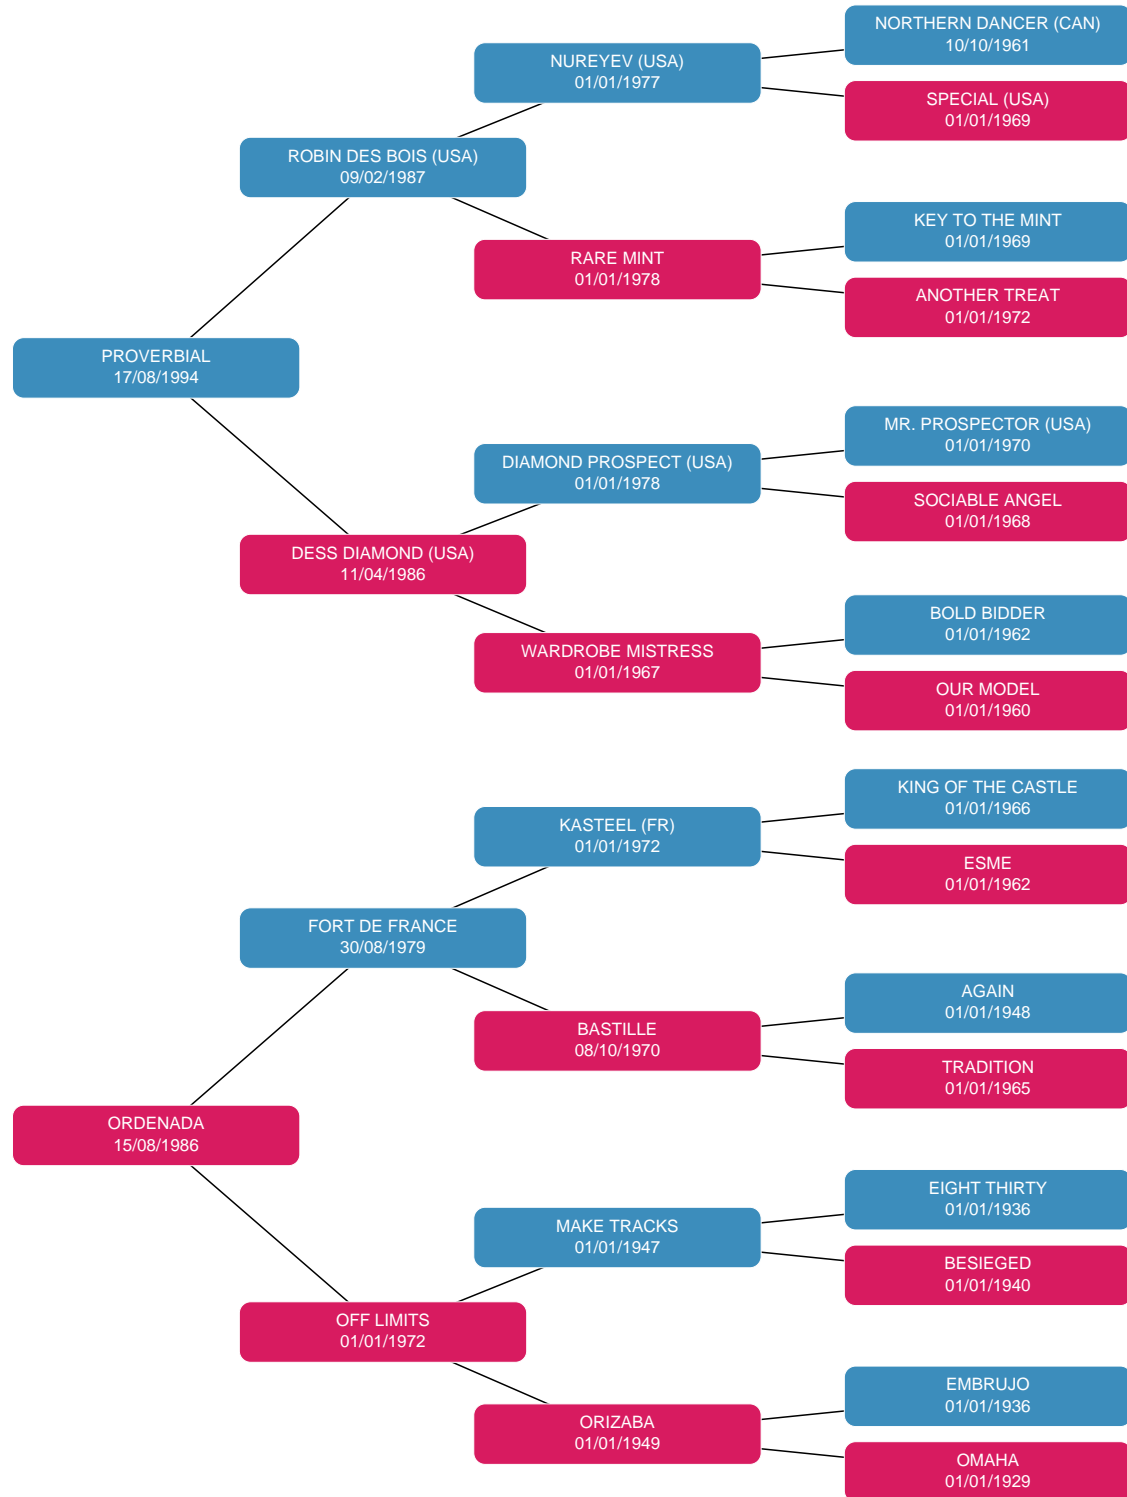 NORTHERN DANCER (CAN)
10/10/1961
NUREYEV (USA)
01/01/1977
SPECIAL (USA)
01/01/1969
ROBIN DES BOIS (USA)
09/02/1987
KEY TO THE MINT
01/01/1969
RARE MINT
01/01/1978
ANOTHER TREAT
01/01/1972
PROVERBIAL
17/08/1994
MR. PROSPECTOR (USA)
01/01/1970
DIAMOND PROSPECT (USA)
01/01/1978
SOCIABLE ANGEL
01/01/1968
DESS DIAMOND (USA)
11/04/1986
BOLD BIDDER
01/01/1962
WARDROBE MISTRESS
01/01/1967
OUR MODEL
01/01/1960
KING OF THE CASTLE
01/01/1966
KASTEEL (FR)
01/01/1972
ESME
01/01/1962
FORT DE FRANCE
30/08/1979
AGAIN
01/01/1948
BASTILLE
08/10/1970
TRADITION
01/01/1965
ORDENADA
15/08/1986
EIGHT THIRTY
01/01/1936
MAKE TRACKS
01/01/1947
BESIEGED
01/01/1940
OFF LIMITS
01/01/1972
EMBRUJO
01/01/1936
ORIZABA
01/01/1949
OMAHA
01/01/1929